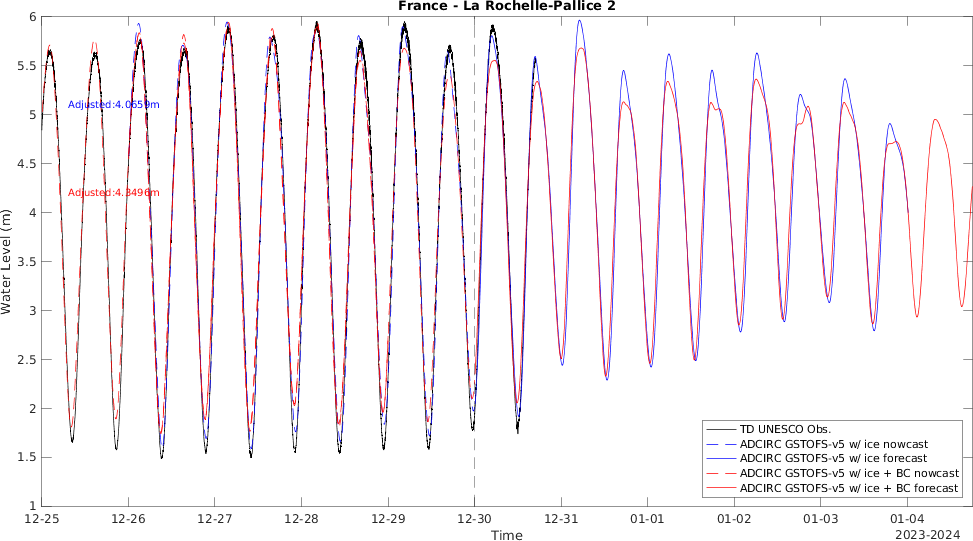 France - La Rochelle-Pallice 2
6
5.5
5
4.5
4
3.5
3
2.5
2
1.5
1
Water Level (m)
Adjusted:4.0659m
Adjusted:4.3496m
TD UNESCO Obs.
ADCIRC GSTOFS-v5 w/ ice nowcast
ADCIRC GSTOFS-v5 w/ ice forecast
ADCIRC GSTOFS-v5 w/ ice + BC nowcast
ADCIRC GSTOFS-v5 w/ ice + BC forecast
12-25 12-26 12-27 12-28 12-29 12-30 12-31 01-01 01-02 01-03 01-04
Time
2023-2024